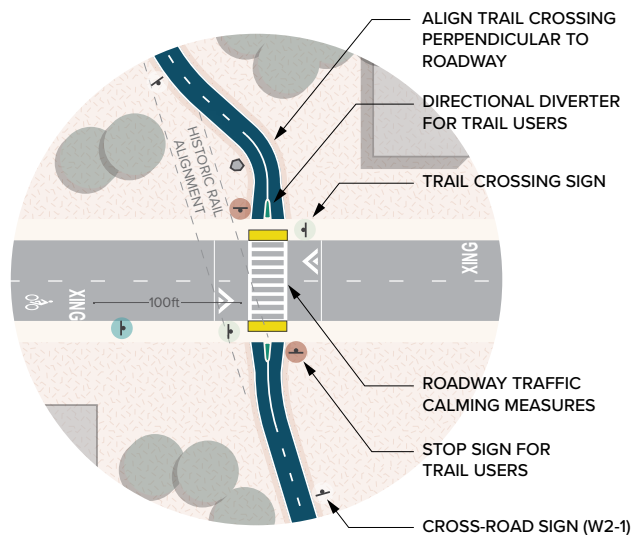 ALIGN TRAIL CROSSING
PERPENDICULAR TO
ROADWAY
DIRECTIONAL DIVERTER
FOR TRAIL USERS
HISTORIC RAIL
ALIGNMENT
TRAIL CROSSING SIGN
XING
XING
100ft
ROADWAY TRAFFIC
CALMING MEASURES
STOP SIGN FOR
TRAIL USERS
CROSS-ROAD SIGN (W2-1)